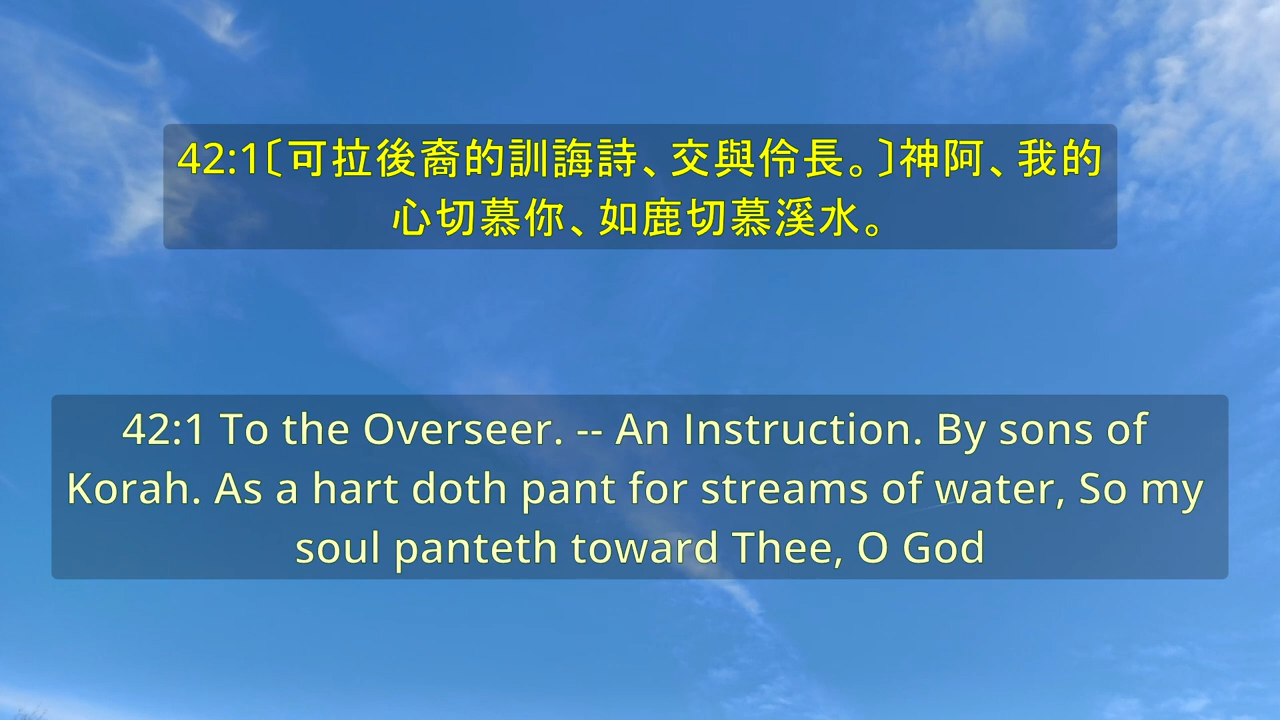 42:1〔可拉後裔的訓誨詩、交與伶長。〕神阿、我的
心切慕你、如鹿切慕溪水。
42:1 To the Overseer. -- An Instruction. By sons of
Korah. As a hart doth pant for streams of water, So my
soul panteth toward Thee, O God